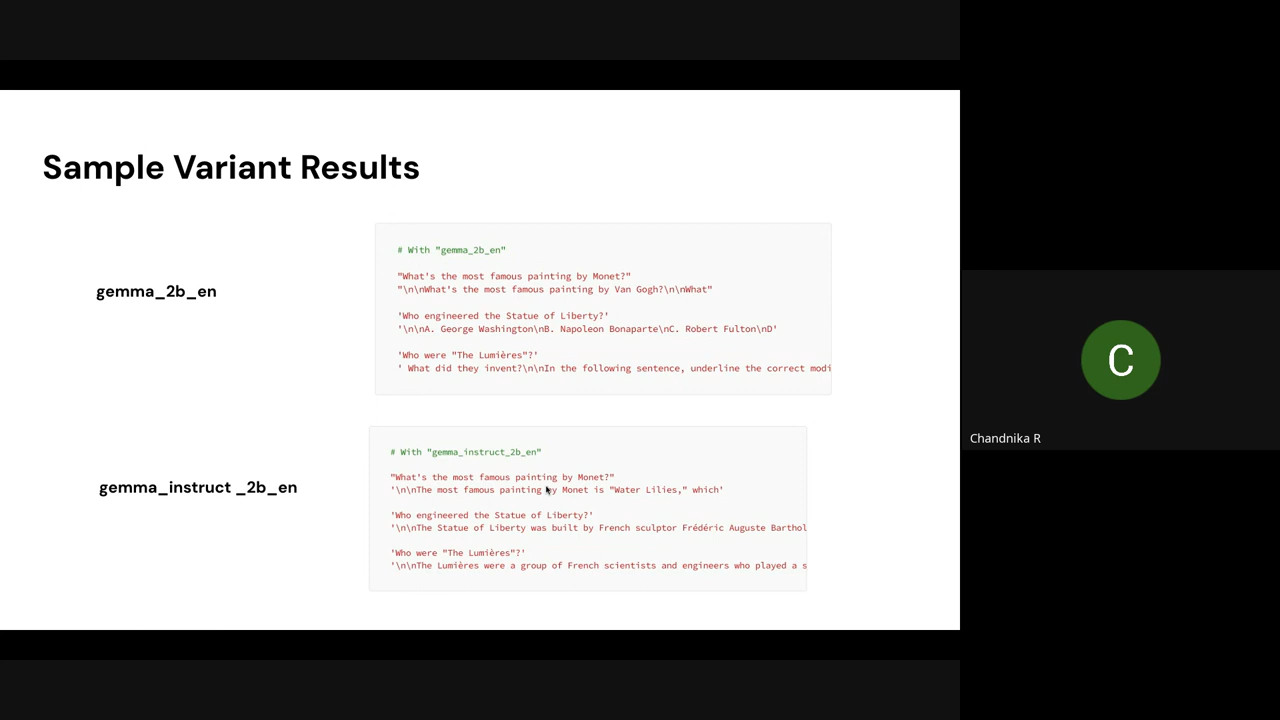 Sample Variant Results
gemma_2b_en
# With "gemma_2b_en"
"What's the most famous painting by Monet?"
"\n\nWhat's the most famous painting by Van Gogh?\n\nWhat"
'Who engineered the Statue of Liberty?'
'\n\nA. George Washington\nB. Napoleon Bonaparte\nC. Robert Fulton\nD'
'Who were "The Lumières"?'
' What did they invent?\n\nIn the following sentence, underline the correct modi
gemma_instruct _2b_en
# With "gemma_instruct_2b_en"
"What's the most famous painting by Monet?"
'\n\nThe most famous painting by Monet is "Water Lilies," which'
'Who engineered the Statue of Liberty?'
'\n\nThe Statue of Liberty was built by French sculptor Frédéric Auguste Barthol
'Who were "The Lumières"?'
'\n\nThe Lumières were a group of French scientists and engineers who played a s
C
Chandnika R